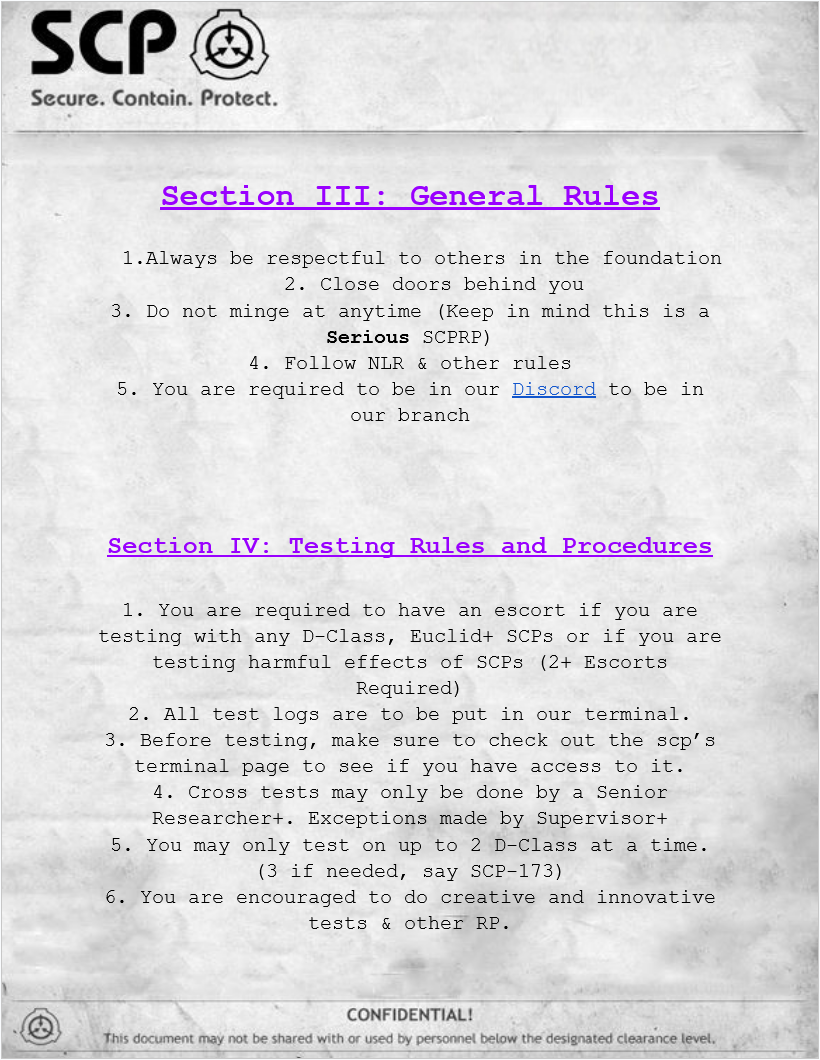 SCP
Secure. Contain. Protect.
Section III: General Rules
1.Always be respectful to others in the foundation
2. Close doors behind you
3. Do not minge at anytime (Keep in mind this is a
Serious SCPRP)
4. Follow NLR & other rules
5. You are required to be in our Discord to be in
our branch
Section IV: Testing Rules and Procedures
1. You are required to have an escort if you are
testing with any D-Class, Euclid+ SCPs or if you are
testing harmful effects of SCPs (2+ Escorts
Required)
2. All test logs are to be put in our terminal.
3. Before testing, make sure to check out the scp’s
terminal page to see if you have access to it.
4. Cross tests may only be done by a Senior
Researcher+. Exceptions made by Supervisor+
5. You may only test on up to 2 D-Class at a time.
(3 if needed, say SCP-173)
6. You are encouraged to do creative and innovative
tests & other RP.
CONFIDENTIAL!
This document may not be shared with or used by personnel below the designated clearance level.